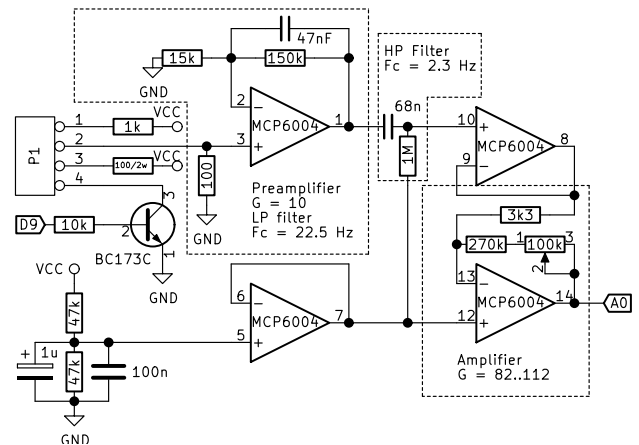 47nF
15k
150k
HP Filter
Fc = 2.3 Hz
GND
2
−
MCP6004
1
3
+
68n
10
+
MCP6004
8
9
−
1M
P1
1
1k
VCC
2
3
100/2w
VCC
4
100
Preamplifier
G = 10
LP filter
Fc = 22.5 Hz
GND
3
D9
10k
2
BC173C
1
GND
3k3
270k
1
100k
3
2
13
−
MCP6004
14
A0
12
+
VCC
47k
6
−
MCP6004
7
5
+
+
1u
47k
100n
GND
Amplifier
G = 82..112